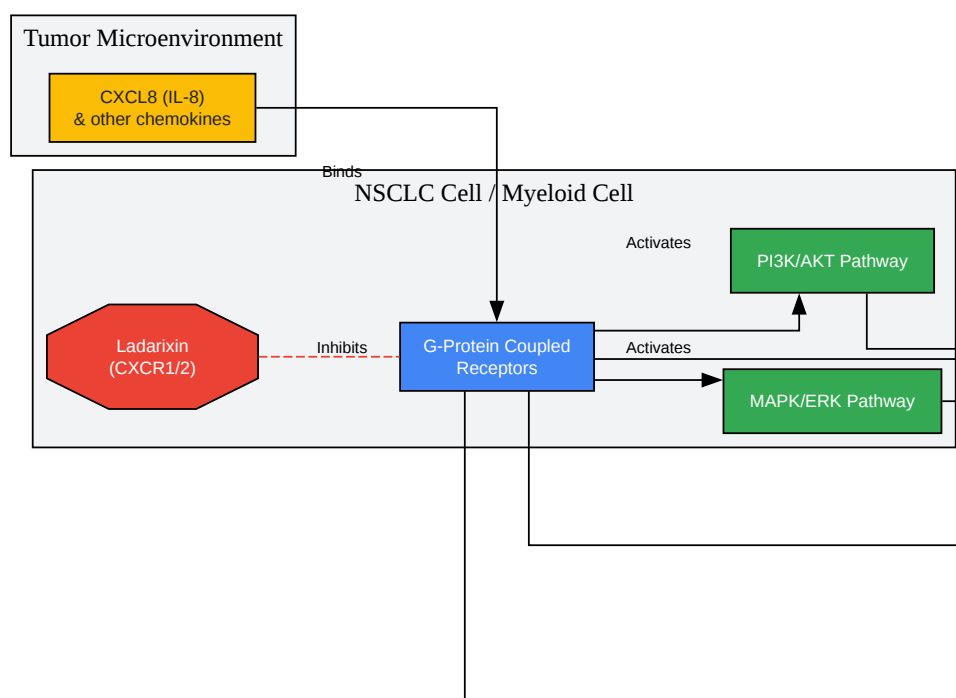 Tumor Microenvironment
CXCL8 (IL-8)
& other chemokines
Binds
NSCLC Cell / Myeloid Cell
Activates
PI3K/AKT Pathway
Ladarixin
(CXCR1/2)
Inhibits
G-Protein Coupled
Receptors
Activates
MAPK/ERK Pathway